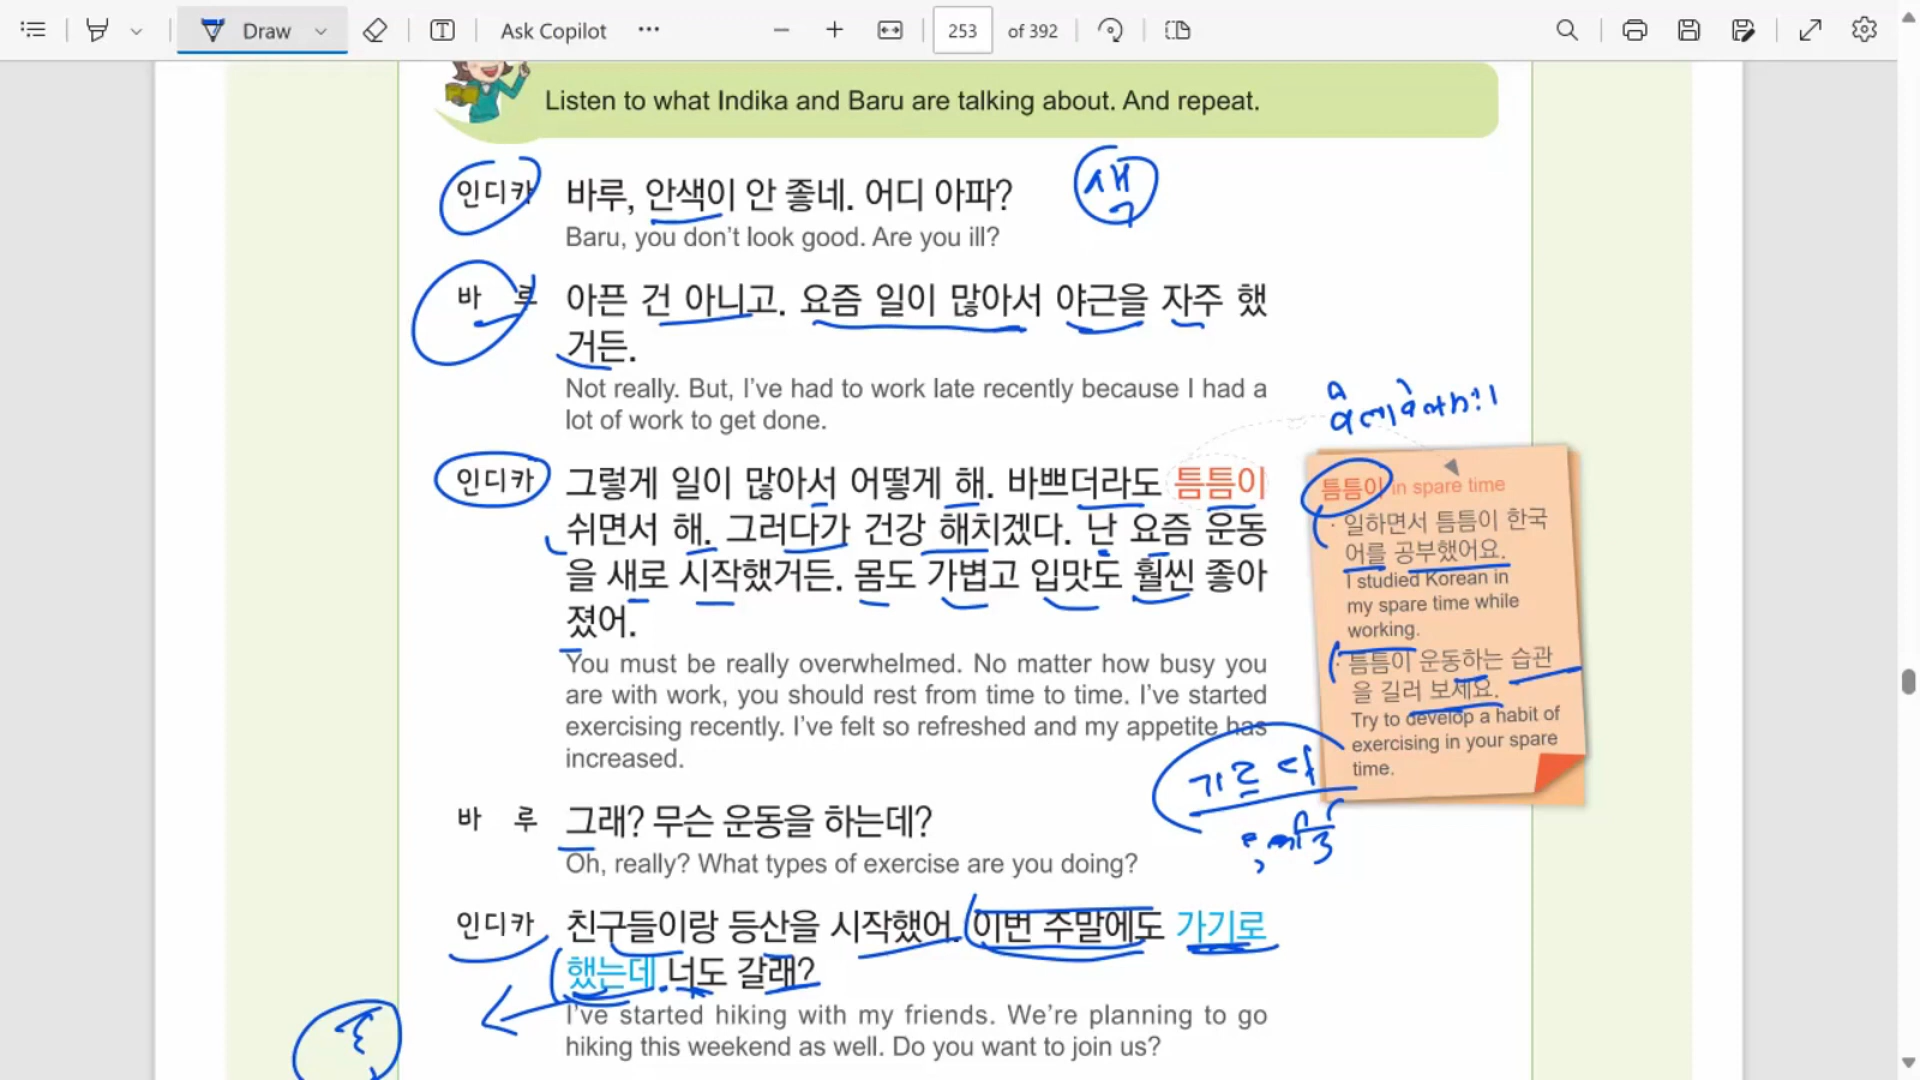 Draw
Ask Copilot
253 of 392
Listen to what Indika and Baru are talking about. And repeat.
인디카 바루, 안색이 안 좋네. 어디 아파?
색
Baru, you don't look good. Are you ill?
바 루 아픈 건 아니고. 요즘 일이 많아서 야근을 자주 했
거든.
Not really. But, I've had to work late recently because I had a
lot of work to get done.
인디카 그렇게 일이 많아서 어떻게 해. 바쁘더라도 틈틈이
쉬면서 해. 그러다가 건강 해치겠다. 난 요즘 운동
을 새로 시작했거든. 몸도 가볍고 입맛도 훨씬 좋아
졌어.
You must be really overwhelmed. No matter how busy you
are with work, you should rest from time to time. I've started
exercising recently. I've felt so refreshed and my appetite has
increased.
틈틈이 in spare time
· 일하면서 틈틈이 한국
어를 공부했어요.
I studied Korean in
my spare time while
working.
· 틈틈이 운동하는 습관
을 길러 보세요.
Try to develop a habit of
exercising in your spare
time.
기르다
바 루 그래? 무슨 운동을 하는데?
Oh, really? What types of exercise are you doing?
인디카 친구들이랑 등산을 시작했어. 이번 주말에도 가기로
했는데. 너도 갈래?
I've started hiking with my friends. We're planning to go
hiking this weekend as well. Do you want to join us?